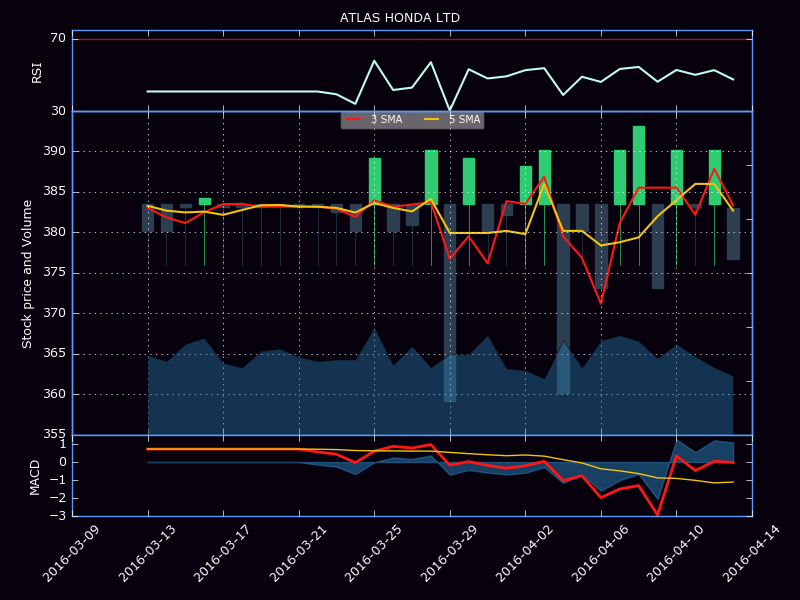 ATLAS HONDA LTD
70
RSI
30
3 SMA 5 SMA
390
385
380
375
370
365
360
355
Stock price and Volume
1
0
−1
−2
−3
MACD
2016-03-09 2016-03-13 2016-03-17 2016-03-21 2016-03-25 2016-03-29 2016-04-02 2016-04-06 2016-04-10 2016-04-14